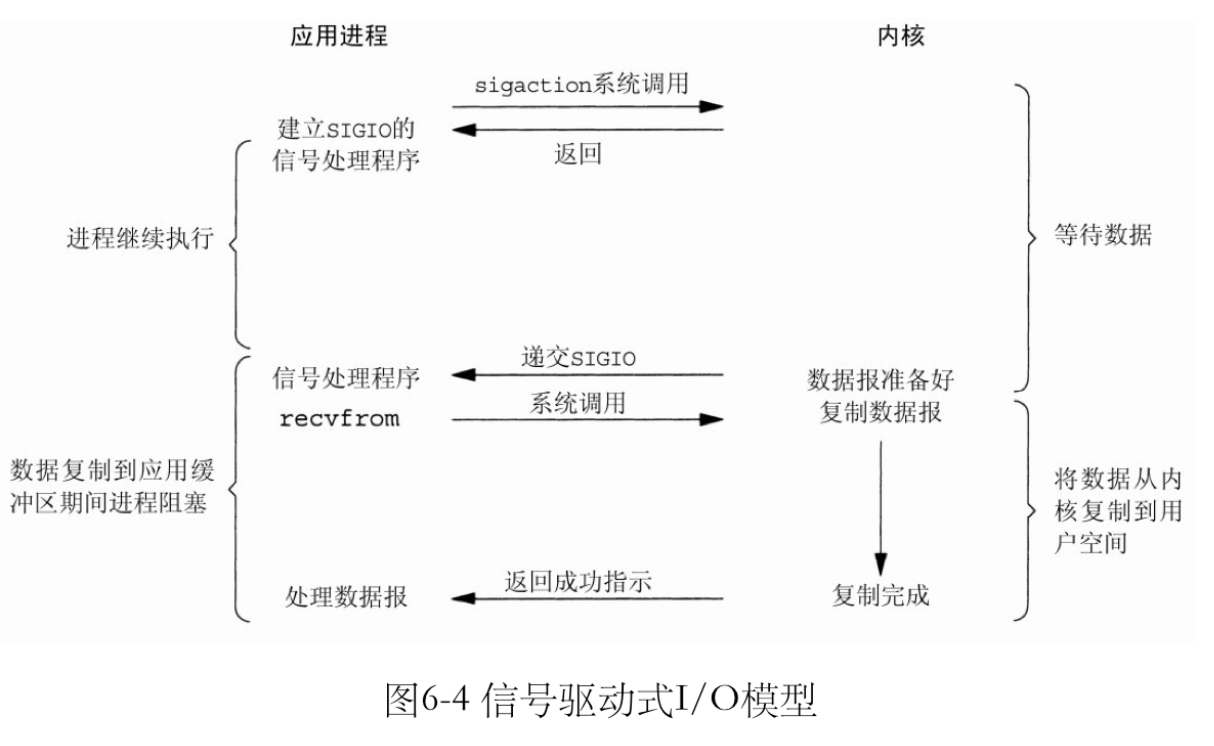 应用进程
内核
sigaction系统调用
建立SIGIO的
信号处理程序
返回
进程继续执行
等待数据
递交SIGIO
信号处理程序
数据报准备好
系统调用
recvfrom
复制数据报
数据复制到应用缓
冲区期间进程阻塞
将数据从内
核复制到用
户空间
返回成功指示
处理数据报
复制完成
图6-4 信号驱动式I/O模型